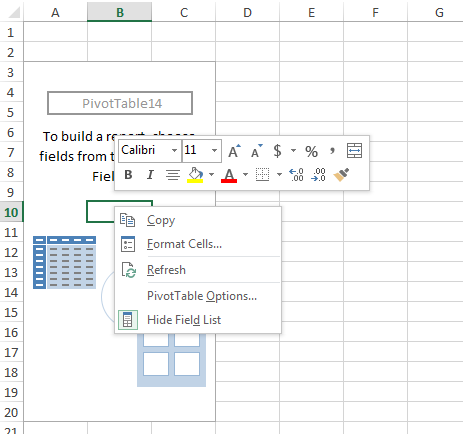 A B C D E F G
1
2
3
4
PivotTable14
5
6
To build a report, choose
7
fields from t
8
Fiel
9
10
11
12
13
14
15
16
17
18
19
20
21
Calibri 11 A A $ % ,
B I A .00 .00
Copy
Format Cells...
Refresh
PivotTable Options...
Hide Field List